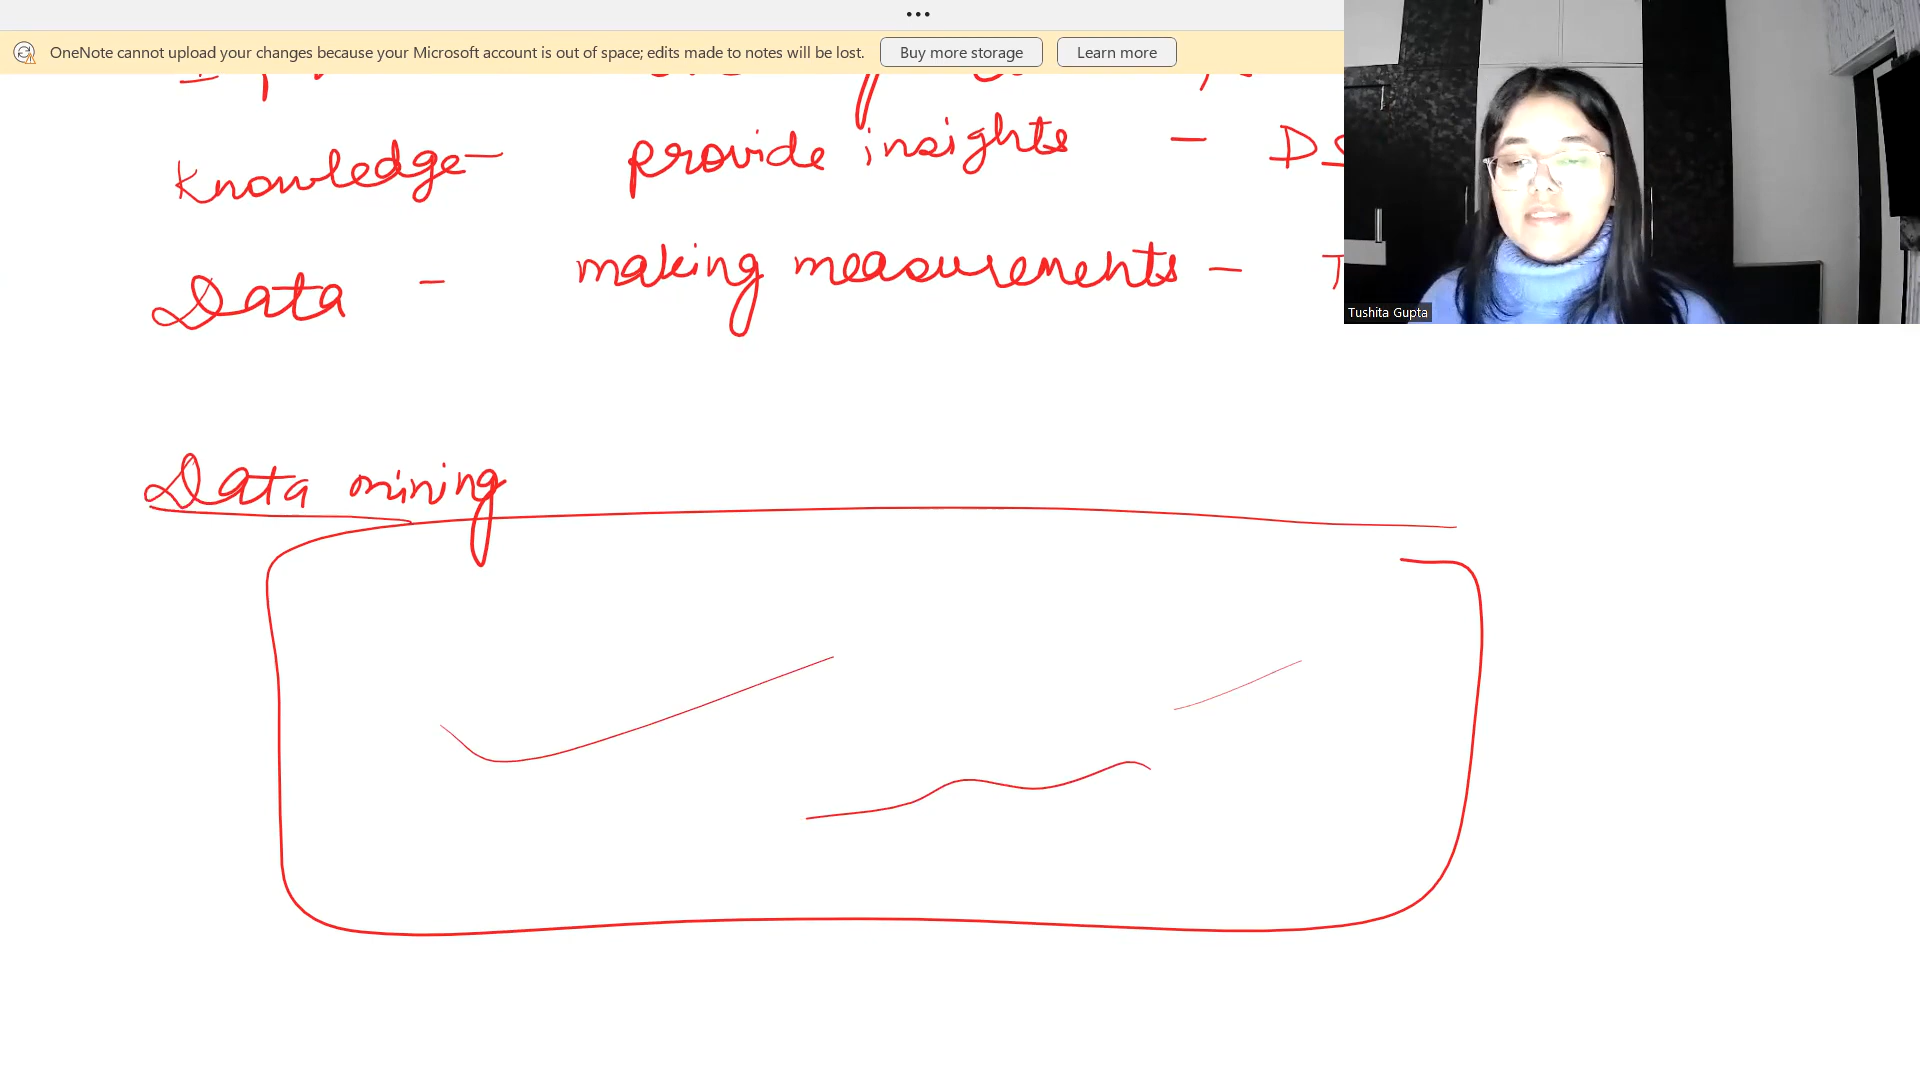 OneNote cannot upload your changes because your Microsoft account is out of space; edits made to notes will be lost. Buy more storage Learn more
Knowledge - provide insights - DS
Tushita Gupta
Data - making measurements -
Data mining